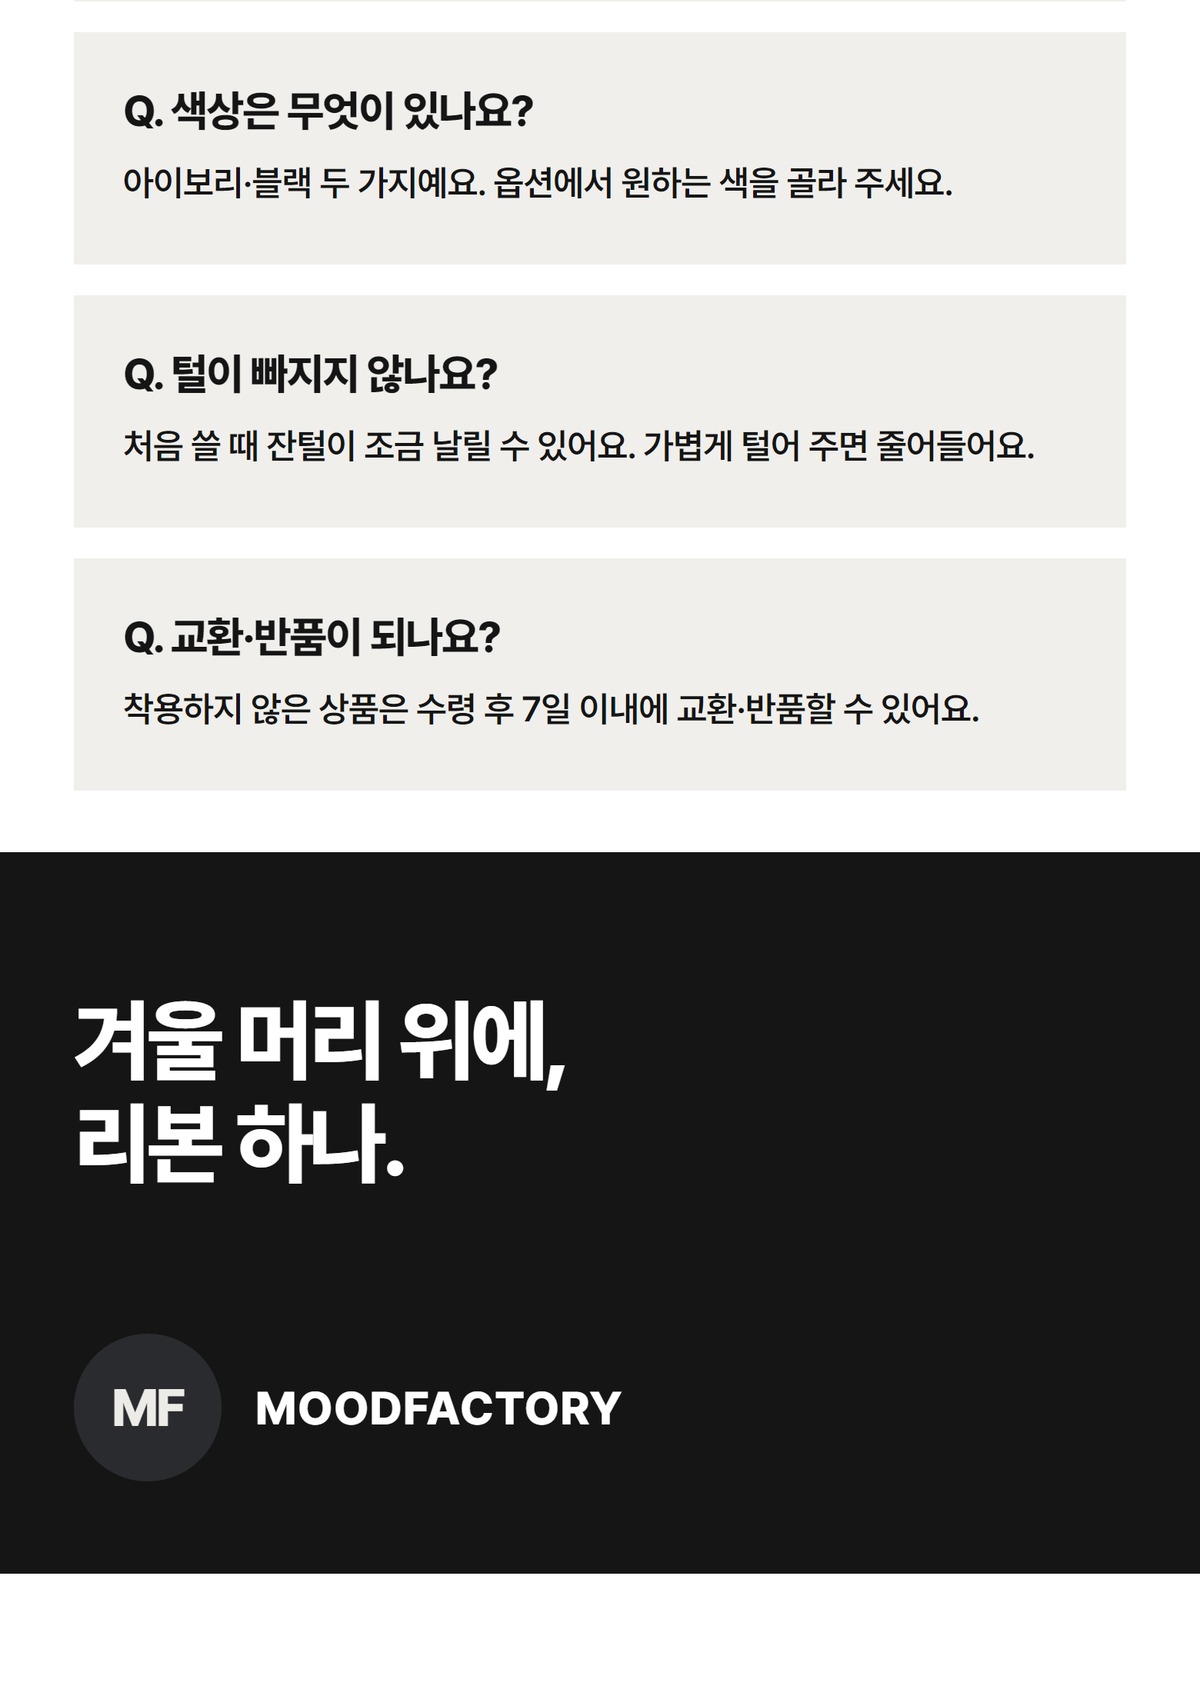 Q. 색상은 무엇이 있나요?
아이보리·블랙 두 가지예요. 옵션에서 원하는 색을 골라 주세요.
Q. 털이 빠지지 않나요?
처음 쓸 때 잔털이 조금 날릴 수 있어요. 가볍게 털어 주면 줄어들어요.
Q. 교환·반품이 되나요?
착용하지 않은 상품은 수령 후 7일 이내에 교환·반품할 수 있어요.
겨울 머리 위에,
리본 하나.
MF MOODFACTORY